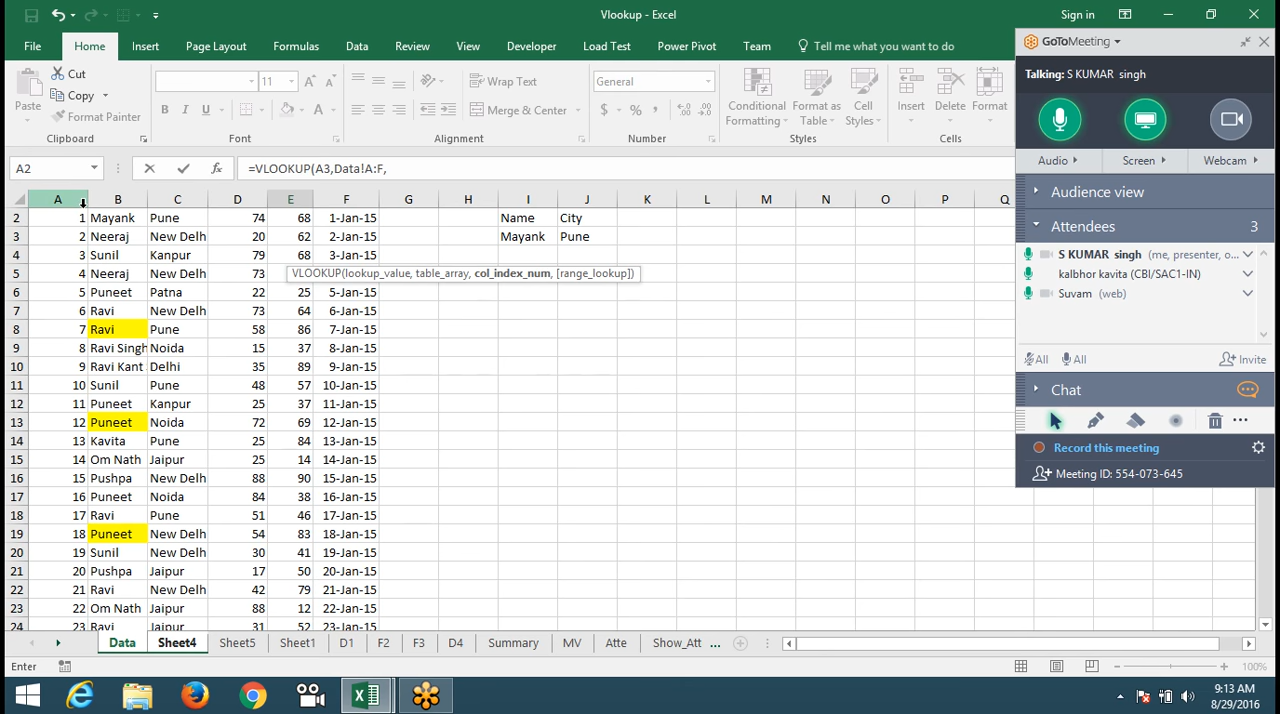 Vlookup - Excel
Sign in
File Home Insert Page Layout Formulas Data Review View Developer Load Test Power Pivot Team Tell me what you want to do
Paste Cut Copy Format Painter
11 A A B I U A
Wrap Text Merge & Center
General $ % ,
Conditional Formatting Format as Table Cell Styles
Insert Delete Format
Clipboard Font Alignment Number Styles Cells
A2 fx =VLOOKUP(A3,Data!A:F,
A B C D E F G H I J K L M N O P Q
2 1 Mayank Pune 74 68 1-Jan-15 Name City
3 2 Neeraj New Delh 20 62 2-Jan-15 Mayank Pune
4 3 Sunil Kanpur 79 68 3-Jan-15
5 4 Neeraj New Delh 73
VLOOKUP(lookup_value, table_array, col_index_num, [range_lookup])
6 5 Puneet Patna 22 25 5-Jan-15
7 6 Ravi New Delh 73 64 6-Jan-15
8 7 Ravi Pune 58 86 7-Jan-15
9 8 Ravi Singh Noida 15 37 8-Jan-15
10 9 Ravi Kant Delhi 35 89 9-Jan-15
11 10 Sunil Pune 48 57 10-Jan-15
12 11 Puneet Kanpur 25 37 11-Jan-15
13 12 Puneet Noida 72 69 12-Jan-15
14 13 Kavita Pune 25 84 13-Jan-15
15 14 Om Nath Jaipur 25 14 14-Jan-15
16 15 Pushpa New Delh 88 90 15-Jan-15
17 16 Puneet Noida 84 38 16-Jan-15
18 17 Ravi Pune 51 46 17-Jan-15
19 18 Puneet New Delh 54 83 18-Jan-15
20 19 Sunil New Delh 30 41 19-Jan-15
21 20 Pushpa Jaipur 17 50 20-Jan-15
22 21 Ravi New Delh 42 79 21-Jan-15
23 22 Om Nath Jaipur 88 12 22-Jan-15
24 23 Ravi Jaipur 31 52 23-Jan-15
Data Sheet4 Sheet5 Sheet1 D1 F2 F3 D4 Summary MV Atte Show_Att ...
Enter 100%
GoToMeeting
Talking: S KUMAR singh
Audio Screen Webcam
Audience view
Attendees 3
S KUMAR singh (me, presenter, o...
kalbhor kavita (CBI/SAC1-IN)
Suvam (web)
All All Invite
Chat
Record this meeting
Meeting ID: 554-073-645
9:13 AM
8/29/2016